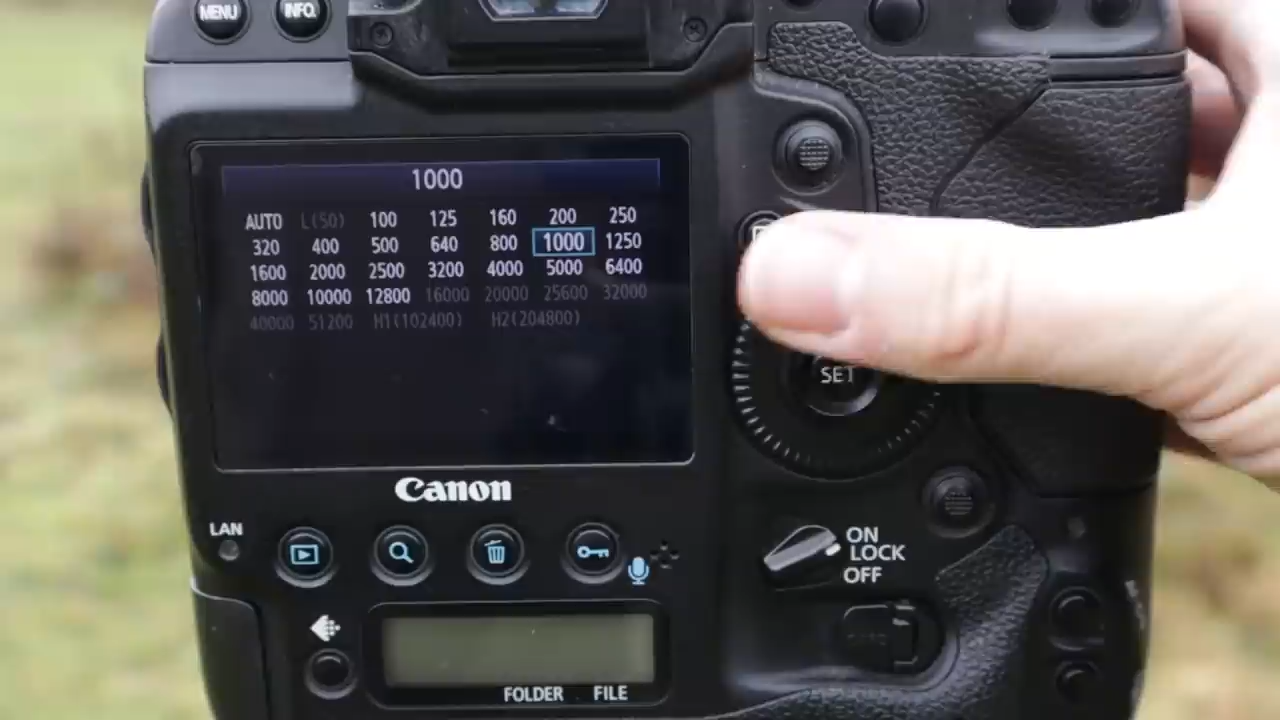 MENU INFO.
1000
AUTO L(50) 100 125 160 200 250
320 400 500 640 800 1000 1250
1600 2000 2500 3200 4000 5000 6400
8000 10000 12800 16000 20000 25600 32000
40000 51200 H1(102400) H2(204800)
SET
Canon
LAN
ON
LOCK
OFF
FOLDER FILE